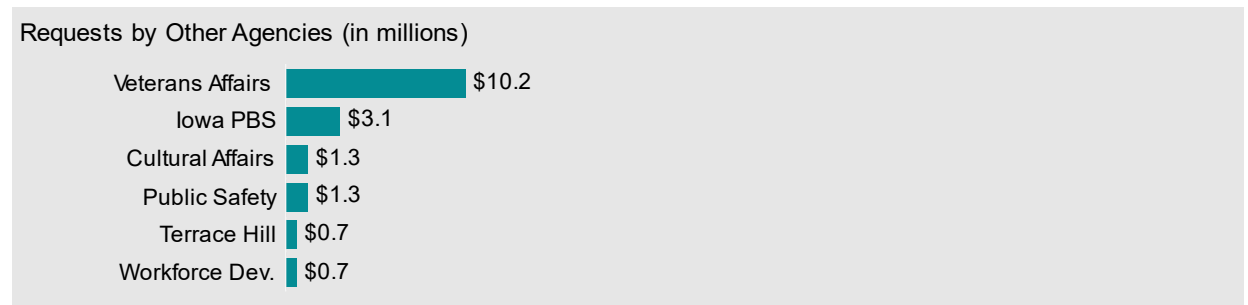 Requests by Other Agencies (in millions)
Veterans Affairs $10.2
Iowa PBS $3.1
Cultural Affairs $1.3
Public Safety $1.3
Terrace Hill $0.7
Workforce Dev. $0.7